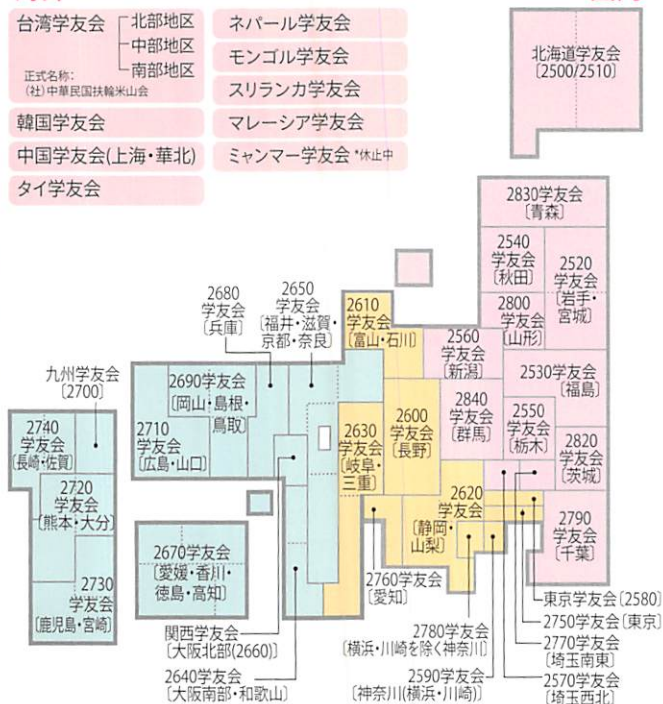 台湾学友会
北部地区
中部地区
南部地区
正式名称:
(社)中華民国扶輪米山会
韓国学友会
中国学友会(上海・華北)
タイ学友会
ネパール学友会
モンゴル学友会
スリランカ学友会
マレーシア学友会
ミャンマー学友会 *休止中
北海道学友会
〔2500/2510〕
2830学友会
〔青森〕
2540
学友会
〔秋田〕
2520
学友会
〔岩手・
宮城〕
2800
学友会
〔山形〕
2680
学友会
〔兵庫〕
2650
学友会
〔福井・滋賀・
京都・奈良〕
2610
学友会
〔富山・石川〕
2560
学友会
〔新潟〕
2530学友会
〔福島〕
九州学友会
〔2700〕
2690学友会
〔岡山・島根・
鳥取〕
2840
学友会
〔群馬〕
2550
学友会
〔栃木〕
2600
学友会
〔長野〕
2740
学友会
〔長崎・佐賀〕
2710
学友会
〔広島・山口〕
2630
学友会
〔岐阜・
三重〕
2820
学友会
〔茨城〕
2720
学友会
〔熊本・大分〕
2620
学友会
〔静岡・
山梨〕
2790
学友会
〔千葉〕
2670学友会
〔愛媛・香川・
徳島・高知〕
2730
学友会
〔鹿児島・宮崎〕
2760学友会
〔愛知〕
東京学友会〔2580〕
2750学友会〔東京〕
2770学友会
〔埼玉南東〕
2570学友会
〔埼玉西北〕
関西学友会
〔大阪北部(2660)〕
2780学友会
〔横浜・川崎を除く神奈川〕
2640学友会
〔大阪南部・和歌山〕
2590学友会
〔神奈川(横浜・川崎)〕